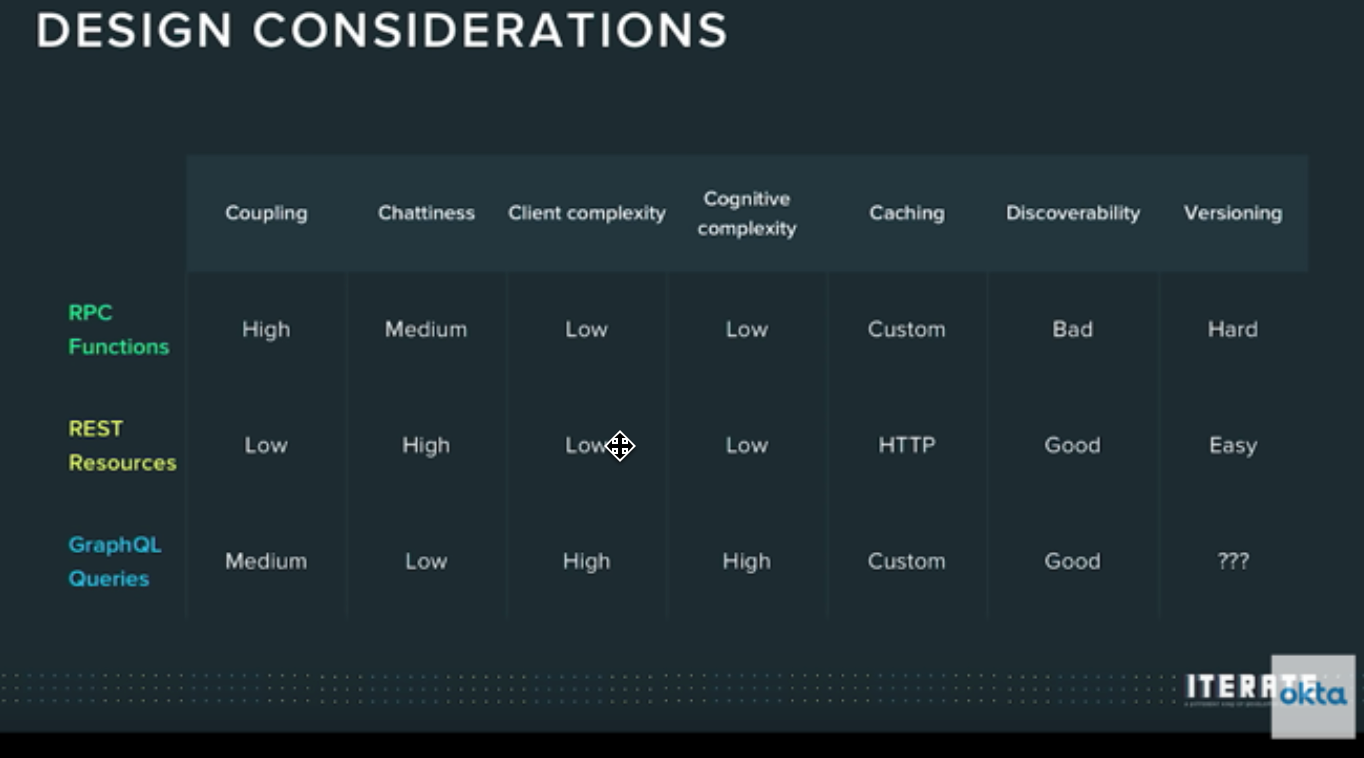 DESIGN CONSIDERATIONS
Coupling Chattiness Client complexity Cognitive complexity Caching Discoverability Versioning
RPC Functions High Medium Low Low Custom Bad Hard
REST Resources Low High Low Low HTTP Good Easy
GraphQL Queries Medium Low High High Custom Good ???
ITERATE
okta